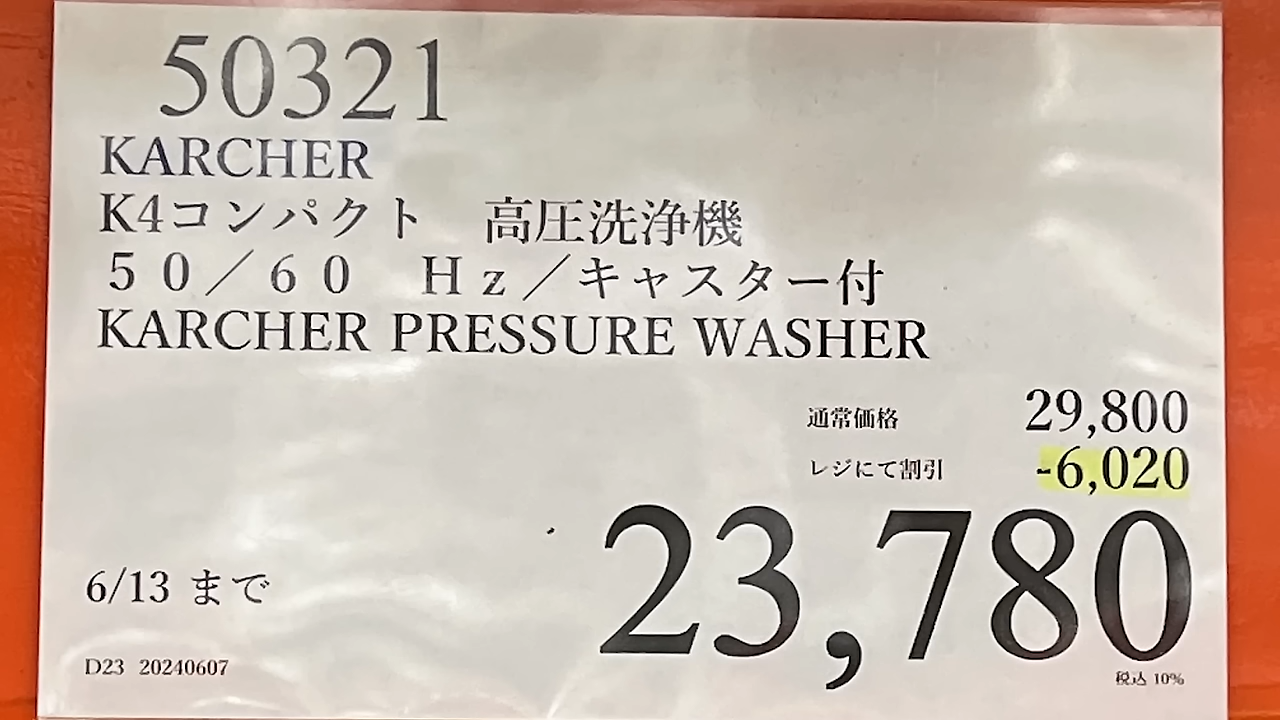 50321
KARCHER
K4コンパクト　高圧洗浄機
５０／６０　Ｈｚ／キャスター付
KARCHER PRESSURE WASHER
通常価格 29,800
レジにて割引 -6,020
23,780
6/13 まで
税込 10%
D23 20240607